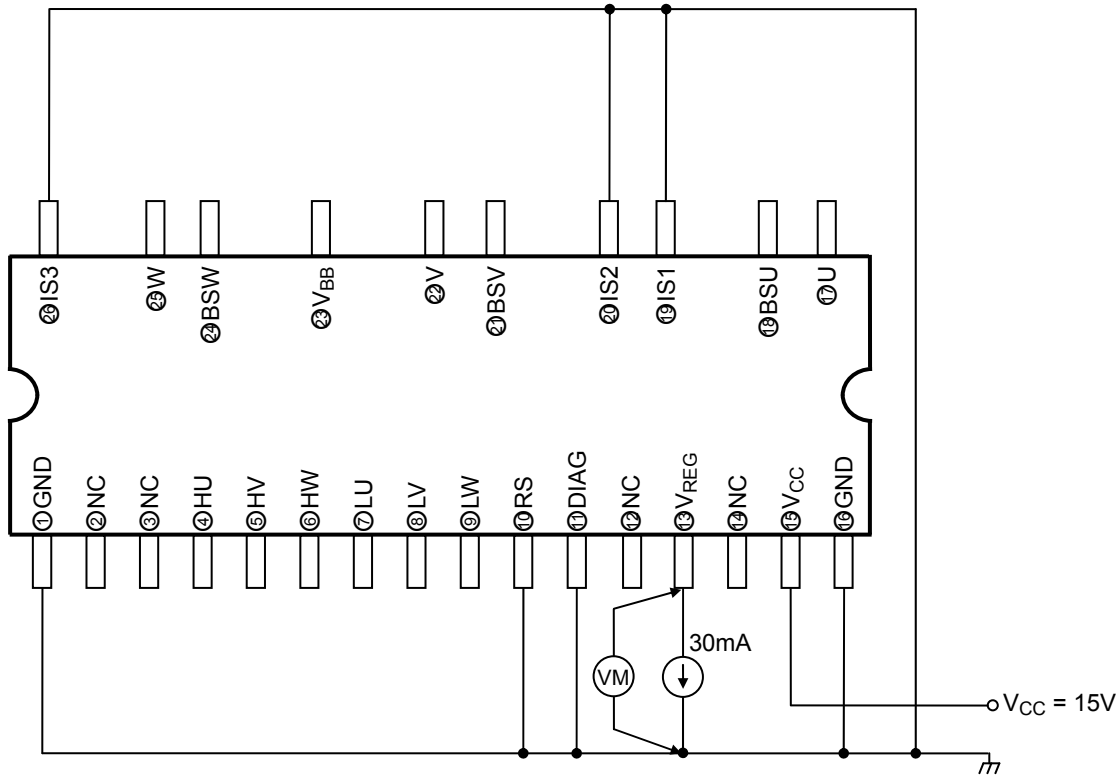 ㉖IS3
㉕W
㉔BSW
㉓VBB
㉒V
㉑BSV
⑳IS2
⑲IS1
⑱BSU
⑰U
①GND
②NC
③NC
④HU
⑤HV
⑥HW
⑦LU
⑧LV
⑨LW
⑩RS
⑪DIAG
⑫NC
⑬VREG
⑭NC
⑮VCC
⑯GND
30mA
VM
VCC = 15V